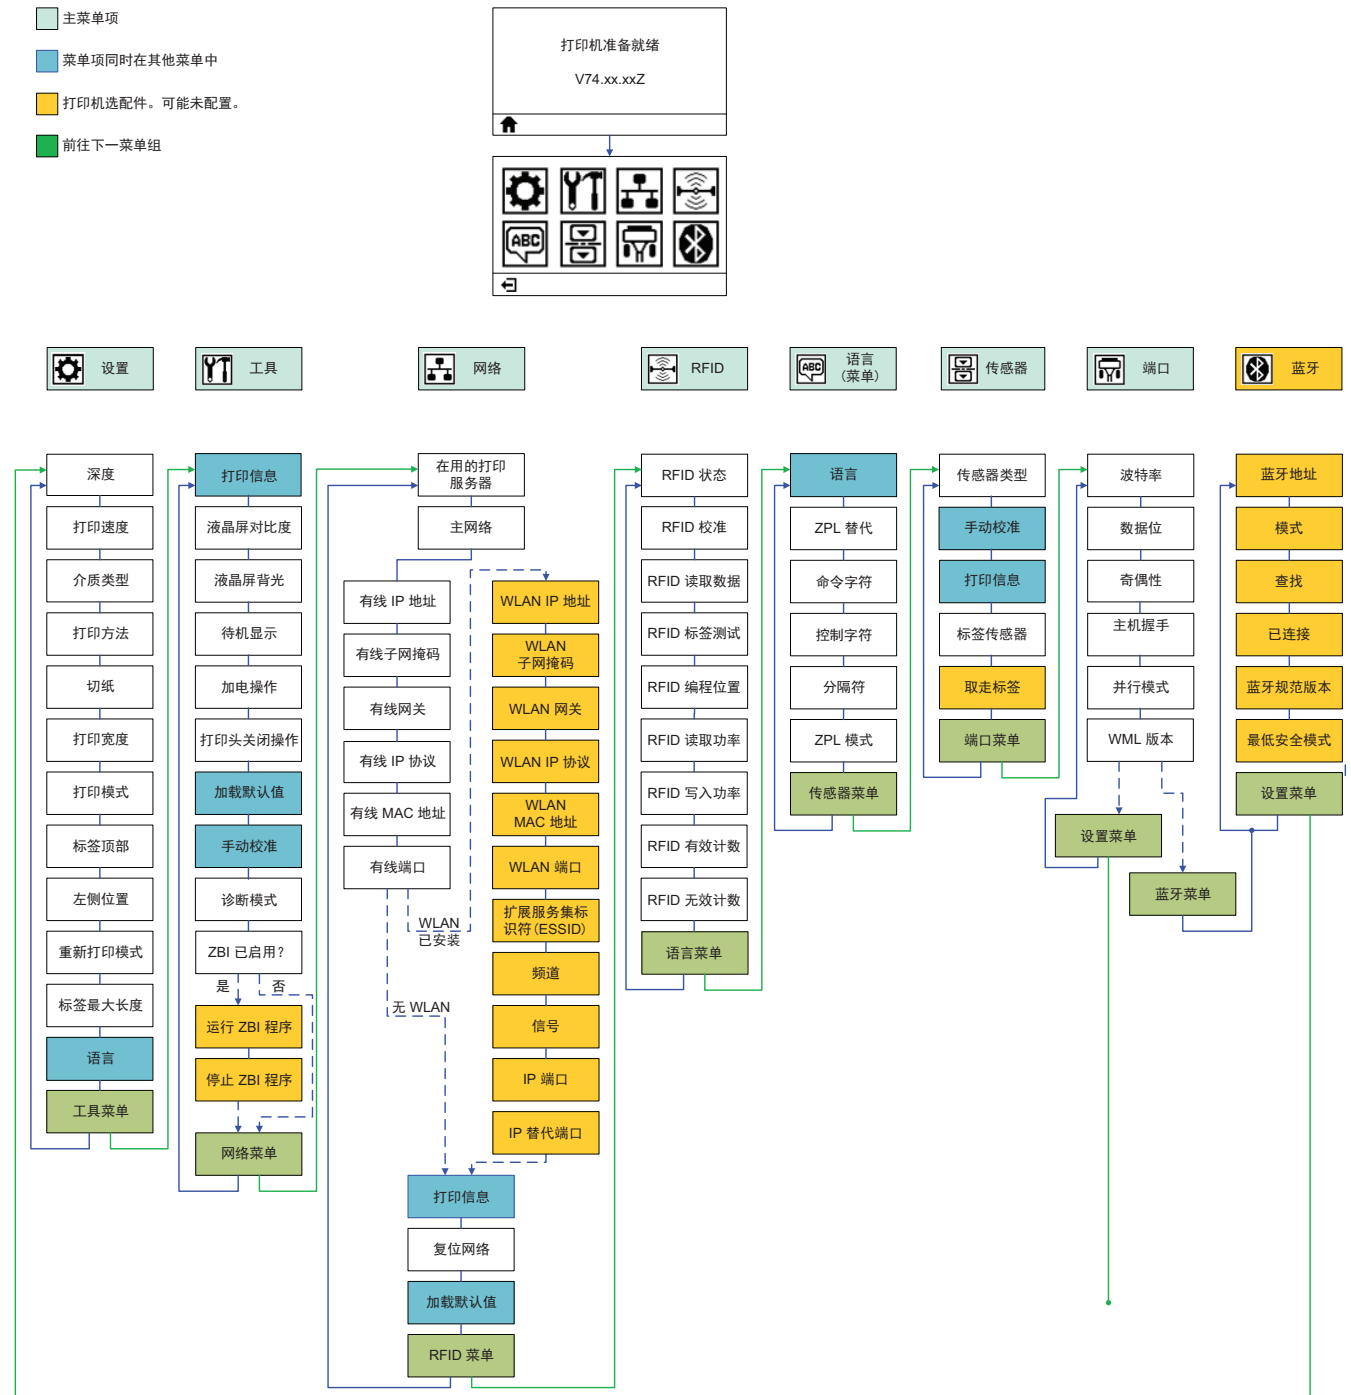 主菜单项
菜单项同时在其他菜单中
打印机选配件。可能未配置。
前往下一菜单组
打印机准备就绪
V74.xx.xxZ
ABC
设置
工具
网络
RFID
ABC
语言
（菜单）
传感器
端口
蓝牙
深度
打印速度
介质类型
打印方法
切纸
打印宽度
打印模式
标签顶部
左侧位置
重新打印模式
标签最大长度
语言
工具菜单
打印信息
液晶屏对比度
液晶屏背光
待机显示
加电操作
打印头关闭操作
加载默认值
手动校准
诊断模式
ZBI 已启用?
是
否
运行 ZBI 程序
停止 ZBI 程序
网络菜单
在用的打印
服务器
主网络
有线 IP 地址
有线子网掩码
有线网关
有线 IP 协议
有线 MAC 地址
有线端口
WLAN
已安装
无 WLAN
WLAN IP 地址
WLAN
子网掩码
WLAN 网关
WLAN IP 协议
WLAN
MAC 地址
WLAN 端口
扩展服务集标
识符(ESSID)
频道
信号
IP 端口
IP 替代端口
打印信息
复位网络
加载默认值
RFID 菜单
RFID 状态
RFID 校准
RFID 读取数据
RFID 标签测试
RFID 编程位置
RFID 读取功率
RFID 写入功率
RFID 有效计数
RFID 无效计数
语言菜单
语言
ZPL 替代
命令字符
控制字符
分隔符
ZPL 模式
传感器菜单
传感器类型
手动校准
打印信息
标签传感器
取走标签
端口菜单
波特率
数据位
奇偶性
主机握手
并行模式
WML 版本
设置菜单
蓝牙菜单
蓝牙地址
模式
查找
已连接
蓝牙规范版本
最低安全模式
设置菜单